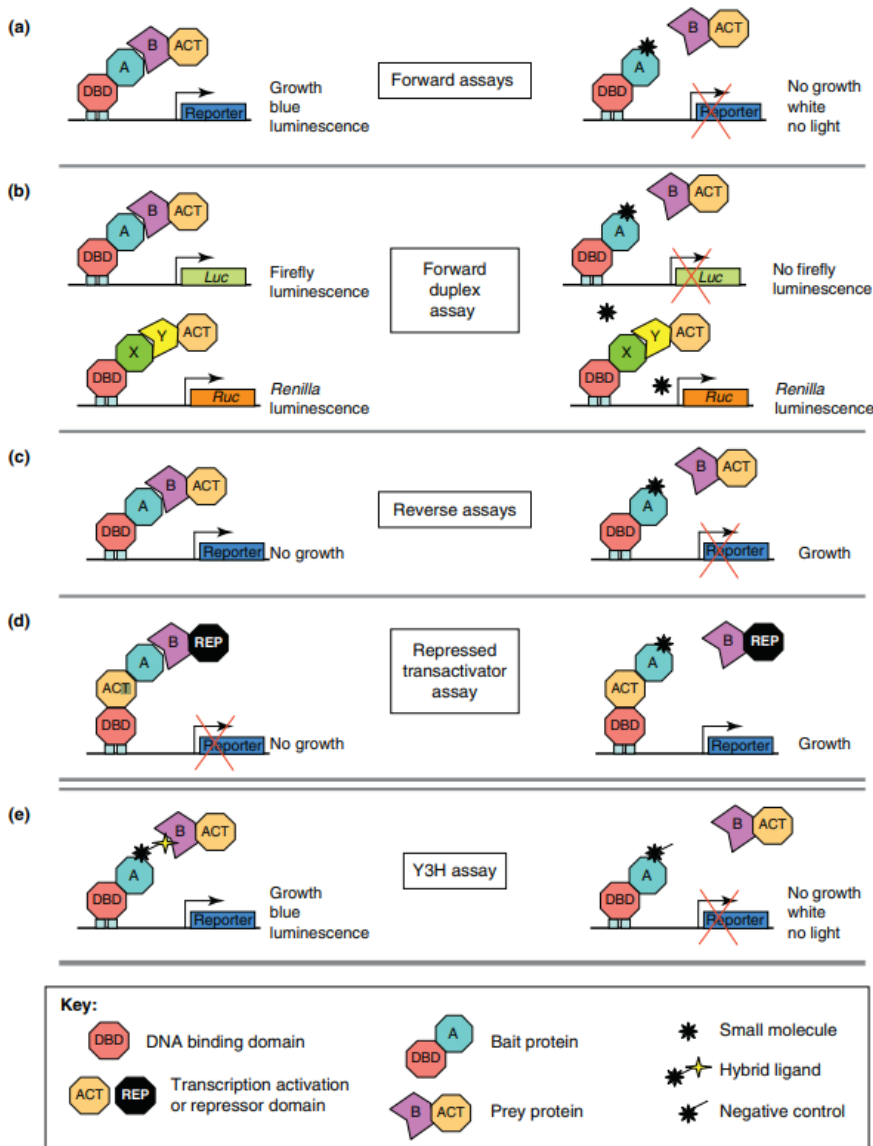 (a)
DBD
A
B
ACT
Reporter
Growth
blue
luminescence
Forward assays
DBD
A
B
ACT
Reporter
No growth
white
no light
(b)
DBD
A
B
ACT
Luc
Firefly
luminescence
DBD
X
Y
ACT
Ruc
Renilla
luminescence
Forward
duplex
assay
DBD
A
B
ACT
Luc
No firefly
luminescence
DBD
X
Y
ACT
Ruc
Renilla
luminescence
(c)
DBD
A
B
ACT
Reporter
No growth
Reverse assays
DBD
A
B
ACT
Reporter
Growth
(d)
DBD
ACT
A
B
REP
Reporter
No growth
Repressed
transactivator
assay
DBD
ACT
A
B
REP
Reporter
Growth
(e)
DBD
A
B
ACT
Reporter
Growth
blue
luminescence
Y3H assay
DBD
A
B
ACT
Reporter
No growth
white
no light
Key:
DBD
DNA binding domain
ACT
REP
Transcription activation
or repressor domain
A
DBD
Bait protein
B
ACT
Prey protein
Small molecule
Hybrid ligand
Negative control